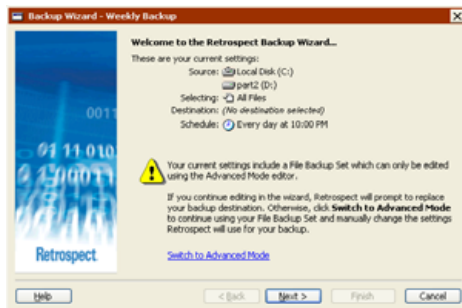 Backup Wizard - Weekly Backup
Welcome to the Retrospect Backup Wizard...
These are your current settings:
Source: Local Disk (C:)
part2 (D:)
Selecting: All Files
Destination: (No destination selected)
Schedule: Every day at 10:00 PM
Your current settings include a File Backup Set which can only be edited
using the Advanced Mode editor.
If you continue editing in the wizard, Retrospect will prompt to replace
your backup destination. Otherwise, click Switch to Advanced Mode
to continue using your File Backup Set and manually change the settings
Retrospect will use for your backup.
Switch to Advanced Mode
Retrospect
Help
< Back
Next >
Finish
Cancel